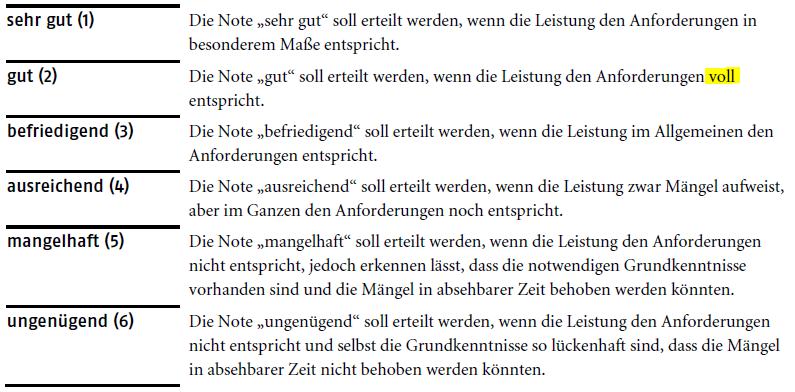 sehr gut (1)
Die Note „sehr gut“ soll erteilt werden, wenn die Leistung den Anforderungen in
besonderem Maße entspricht.
gut (2)
Die Note „gut“ soll erteilt werden, wenn die Leistung den Anforderungen voll
entspricht.
befriedigend (3)
Die Note „befriedigend“ soll erteilt werden, wenn die Leistung im Allgemeinen den
Anforderungen entspricht.
ausreichend (4)
Die Note „ausreichend“ soll erteilt werden, wenn die Leistung zwar Mängel aufweist,
aber im Ganzen den Anforderungen noch entspricht.
mangelhaft (5)
Die Note „mangelhaft“ soll erteilt werden, wenn die Leistung den Anforderungen
nicht entspricht, jedoch erkennen lässt, dass die notwendigen Grundkenntnisse
vorhanden sind und die Mängel in absehbarer Zeit behoben werden könnten.
ungenügend (6)
Die Note „ungenügend“ soll erteilt werden, wenn die Leistung den Anforderungen
nicht entspricht und selbst die Grundkenntnisse so lückenhaft sind, dass die Mängel
in absehbarer Zeit nicht behoben werden könnten.